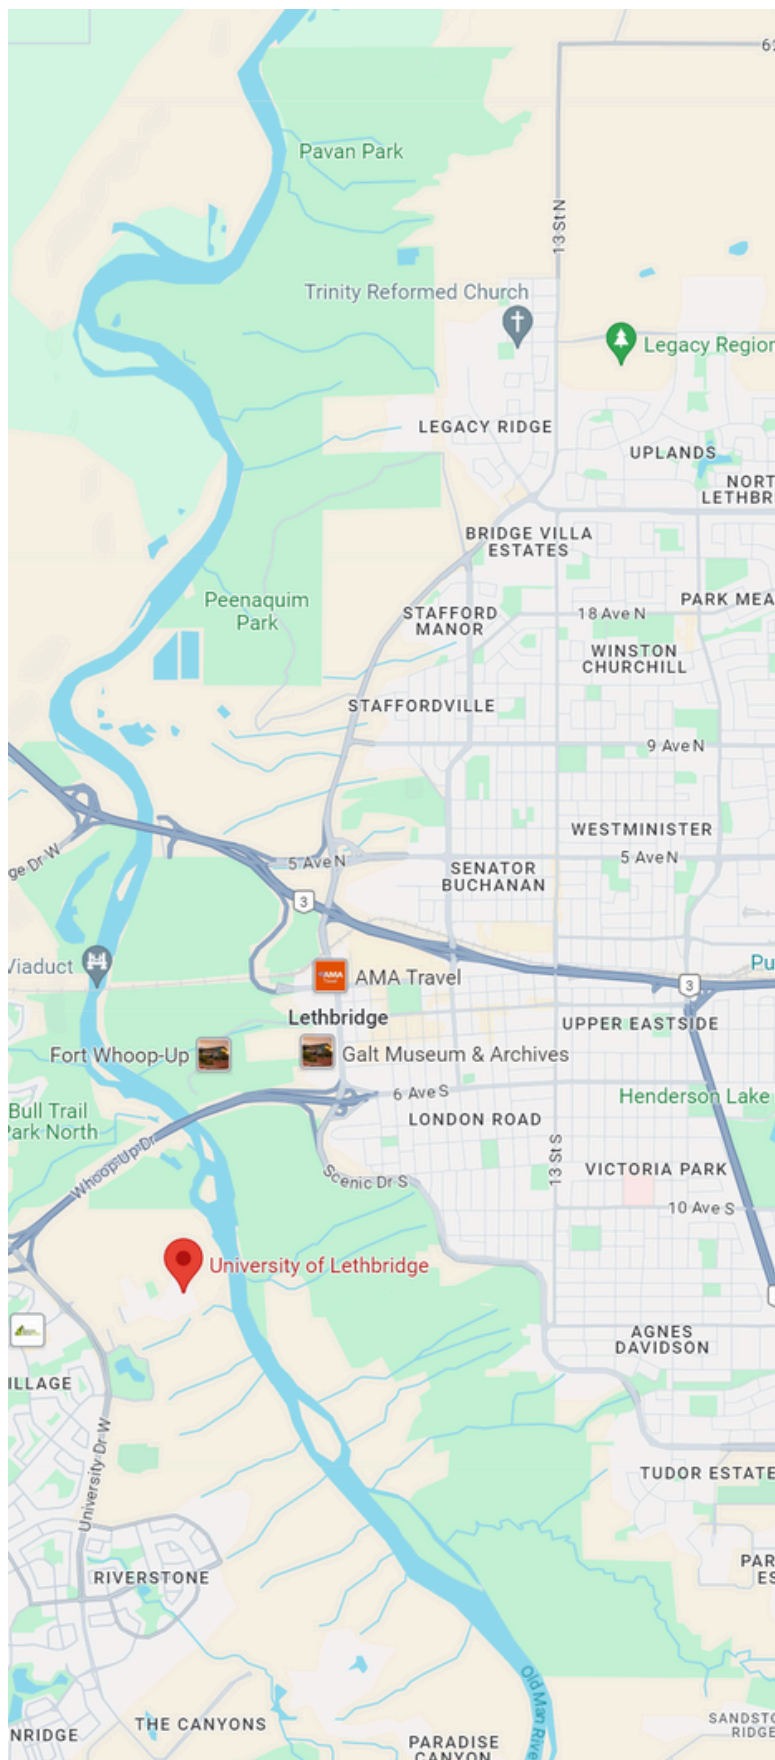 62
Pavan Park
13 St N
Trinity Reformed Church
Legacy Region
LEGACY RIDGE
UPLANDS
NORT
LETHBR
BRIDGE VILLA
ESTATES
Peenaquim
Park
STAFFORD
MANOR
18 Ave N
PARK MEA
WINSTON
CHURCHILL
STAFFORDVILLE
9 Ave N
WESTMINISTER
ge Dr W
5 Ave N
SENATOR
BUCHANAN
5 Ave N
3
Viaduct
AMA
Travel
AMA Travel
Pu
3
Lethbridge
UPPER EASTSIDE
Fort Whoop-Up
Galt Museum & Archives
6 Ave S
Henderson Lake
Bull Trail
Park North
LONDON ROAD
Whoop Up Dr
13 St S
Scenic Dr S
VICTORIA PARK
10 Ave S
University of Lethbridge
AGNES
DAVIDSON
ILLAGE
University Dr W
TUDOR ESTATE
RIVERSTONE
PAR
ES
Old Man Rive
THE CANYONS
NRIDGE
PARADISE
CANYON
SANDSTO
RIDGE